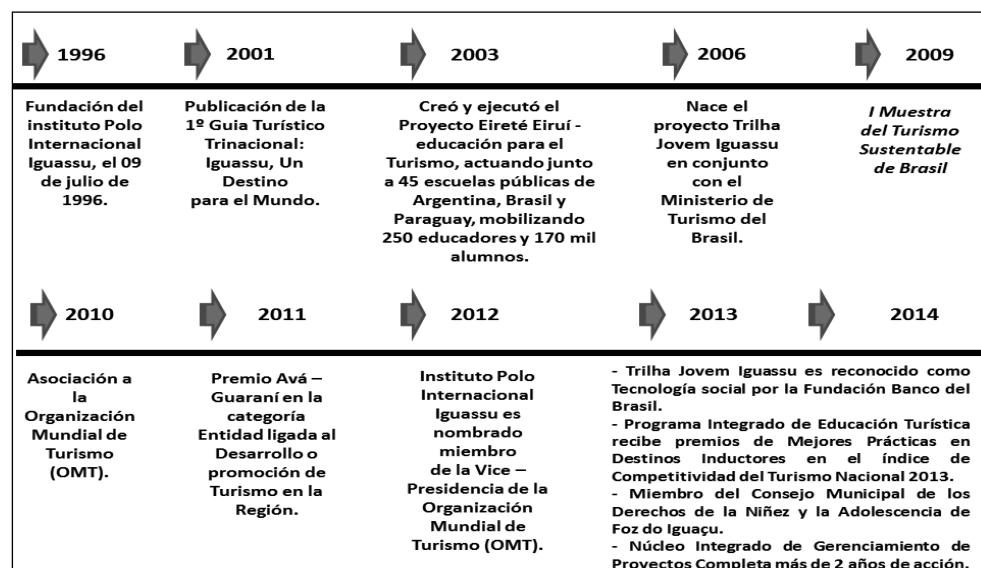 1996
2001
2003
2006
2009
Fundación del
instituto Polo
Internacional
Iguassu, el 09
de julio de
1996.
Publicación de la
1º Guia Turístico
Trinacional:
Iguassu, Un
Destino
para el Mundo.
Creó y ejecutó el
Proyecto Eireté Eiruí -
educación para el
Turismo, actuando junto
a 45 escuelas públicas de
Argentina, Brasil y
Paraguay, mobilizando
250 educadores y 170 mil
alumnos.
Nace el
proyecto Trilha
Jovem Iguassu
en conjunto
con el
Ministerio de
Turismo del
Brasil.
I Muestra
del Turismo
Sustentable
de Brasil
2010
2011
2012
2013
2014
Asociación a
la
Organización
Mundial de
Turismo
(OMT).
Premio Avá –
Guaraní en la
categoría
Entidad ligada al
Desarrollo o
promoción de
Turismo en la
Región.
Instituto Polo
Internacional
Iguassu es
nombrado
miembro
de la Vice –
Presidencia de la
Organización
Mundial de
Turismo (OMT).
- Trilha Jovem Iguassu es reconocido como
Tecnología social por la Fundación Banco del
Brasil.
- Programa Integrado de Educación Turística
recibe premios de Mejores Prácticas en
Destinos Inductores en el índice de
Competitividad del Turismo Nacional 2013.
- Miembro del Consejo Municipal de los
Derechos de la Niñez y la Adolescencia de
Foz do Iguaçu.
- Núcleo Integrado de Gerenciamiento de
Proyectos Completa más de 2 años de acción.